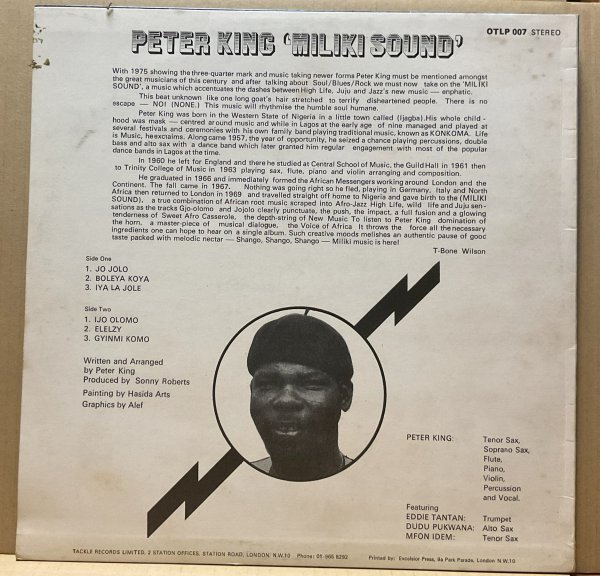 PETER KING ‘MILIKI SOUND’
OTLP 007 STEREO
With 1975 showing the three-quarter mark and music taking newer forms Peter King must be mentioned amongst
the great musicians of this century and after talking about Soul/Blues/Rock we must now take on the 'MILIKI
SOUND', a music which accentuates the dashes between High Life, Juju and Jazz's new music — enphatic.
This beat unknown like one long goat's hair stretched to terrify disheartened people. There is no
escape — NO! (NONE.) This music will rhythmise the humble soul humane.
Peter King was born in the Western State of Nigeria in a little town called (Ijagba).His whole child -
hood was mask — centred around music and while in Lagos at the early age of nine managed and played at
several festivals and ceremonies with his own family band playing traditional music, known as KONKOMA. Life
is Music, heexclaims. Along came 1957, the year of opportunity, he seized a chance playing percussions, double
bass and alto sax with a dance band which later granted him regular engagement with most of the popular
dance bands in Lagos at the time.
In 1960 he left for England and there he studied at Central School of Music, the Guild Hall in 1961 then
to Trinity College of Music in 1963 playing sax, flute, piano and violin arranging and composition.
He graduated in 1966 and immediately formed the African Messengers working around London and the
Continent. The fall came in 1967. Nothing was going right so he fled, playing in Germany, Italy and North
Africa then returned to London in 1969 and travelled straight off home to Nigeria and gave birth to the (MILIKI
SOUND), a true combination of African root music scraped into Afro-Jazz High Life, wild life and Juju sen-
sations as the tracks Gjo-olomo and Jojolo clearly punctuate, the push, the impact, a full fusion and a glowing
tenderness of Sweet Afro Casserole, the depth-string of New Music To listen to Peter King domination of
the horn, a master-piece of musical dialogue, the Voice of Africa It throws the force all the necessary
ingredients one can hope to hear on a single album. Such creative moods melishes an authentic pause of gooc
taste packed with melodic nectar — Shango, Shango, Shango — Miliki music is here!
T-Bone Wilson
Side One
1. JO JOLO
2. BOLEYA KOYA
3. IYA LA JOLE
Side Two
1. IJO OLOMO
2. ELELZY
3. GYINMI KOMO
Written and Arranged
by Peter King
Produced by Sonny Roberts
Painting by Hasida Arts
Graphics by Alef
PETER KING: Tenor Sax,
Soprano Sax,
Flute,
Piano,
Violin,
Percussion
and Vocal.
Featuring
EDDIE TANTAN: Trumpet
DUDU PUKWANA: Alto Sax
MFON IDEM: Tenor Sax
TACKLE RECORDS LIMITED, 2 STATION OFFICES, STATION ROAD, LONDON, N.W.10 Phone: 01-965 8292 Printed by: Excelsior Press, 9a Park Parade, London N.W.10